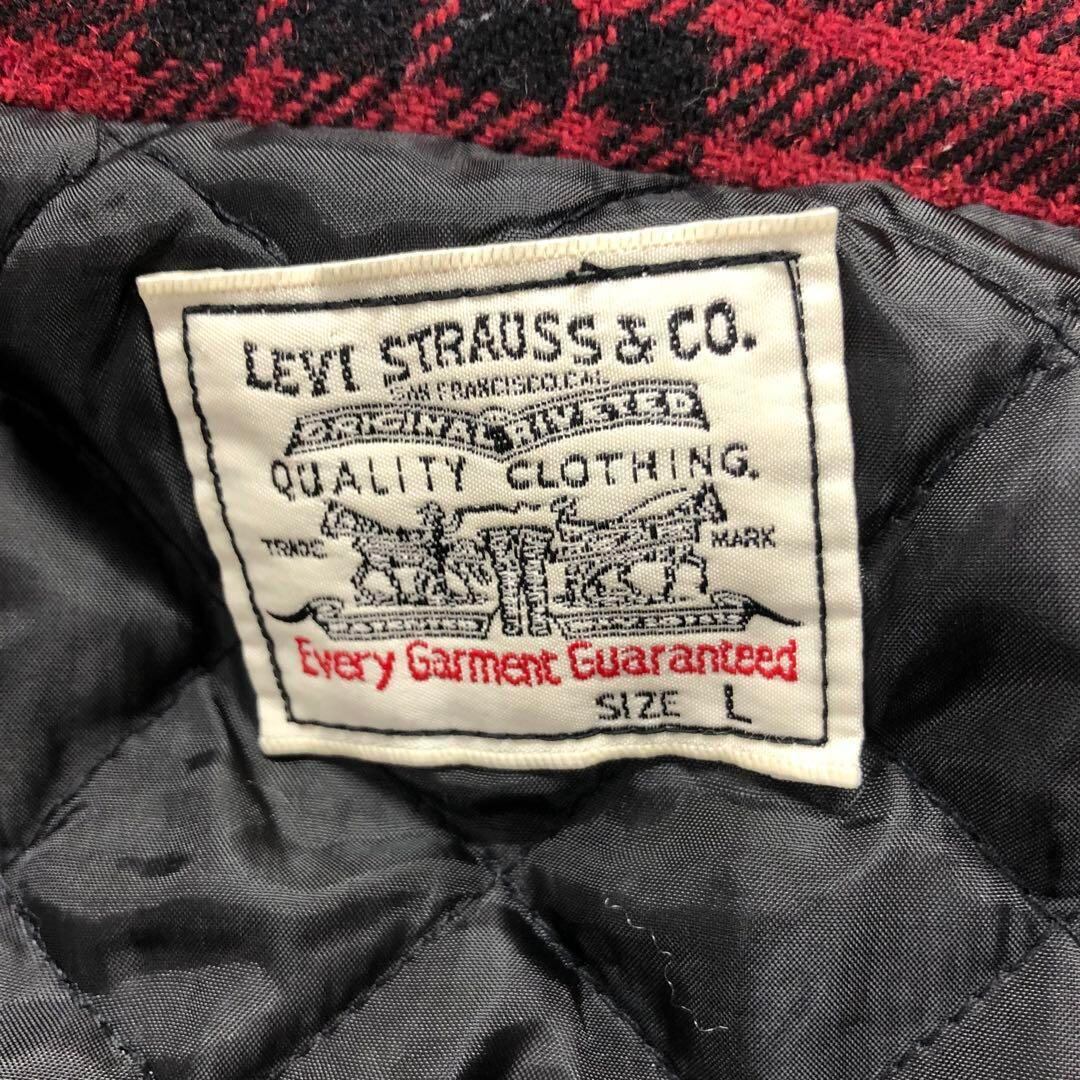 LEVI STRAUSS & CO.
SAN FRANCISCO, CAL.
ORIGINAL RIVETED
QUALITY CLOTHING.
TRADE MARK
Every Garment Guaranteed
SIZE L